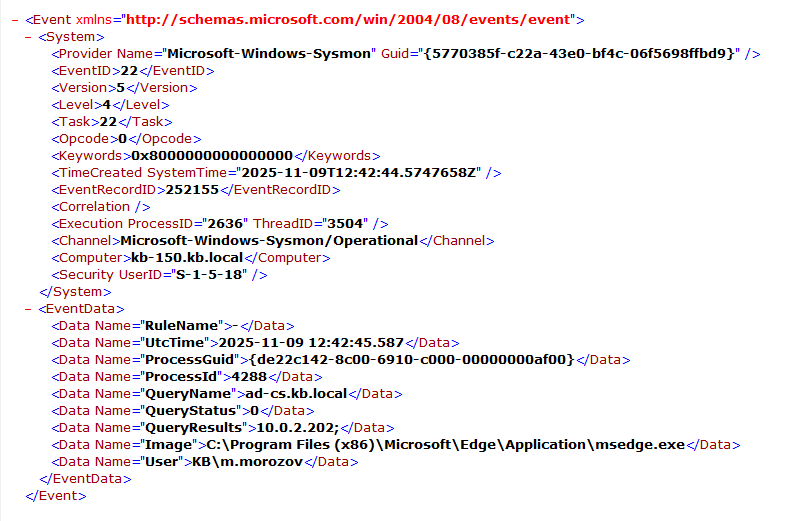 - <Event xmlns="http://schemas.microsoft.com/win/2004/08/events/event">
- <System>
<Provider Name="Microsoft-Windows-Sysmon" Guid="{5770385f-c22a-43e0-bf4c-06f5698ffbd9}" />
<EventID>22</EventID>
<Version>5</Version>
<Level>4</Level>
<Task>22</Task>
<Opcode>0</Opcode>
<Keywords>0x8000000000000000</Keywords>
<TimeCreated SystemTime="2025-11-09T12:42:44.5747658Z" />
<EventRecordID>252155</EventRecordID>
<Correlation />
<Execution ProcessID="2636" ThreadID="3504" />
<Channel>Microsoft-Windows-Sysmon/Operational</Channel>
<Computer>kb-150.kb.local</Computer>
<Security UserID="S-1-5-18" />
</System>
- <EventData>
<Data Name="RuleName">-</Data>
<Data Name="UtcTime">2025-11-09 12:42:45.587</Data>
<Data Name="ProcessGuid">{de22c142-8c00-6910-c000-00000000af00}</Data>
<Data Name="ProcessId">4288</Data>
<Data Name="QueryName">ad-cs.kb.local</Data>
<Data Name="QueryStatus">0</Data>
<Data Name="QueryResults">10.0.2.202;</Data>
<Data Name="Image">C:\Program Files (x86)\Microsoft\Edge\Application\msedge.exe</Data>
<Data Name="User">KB\m.morozov</Data>
</EventData>
</Event>